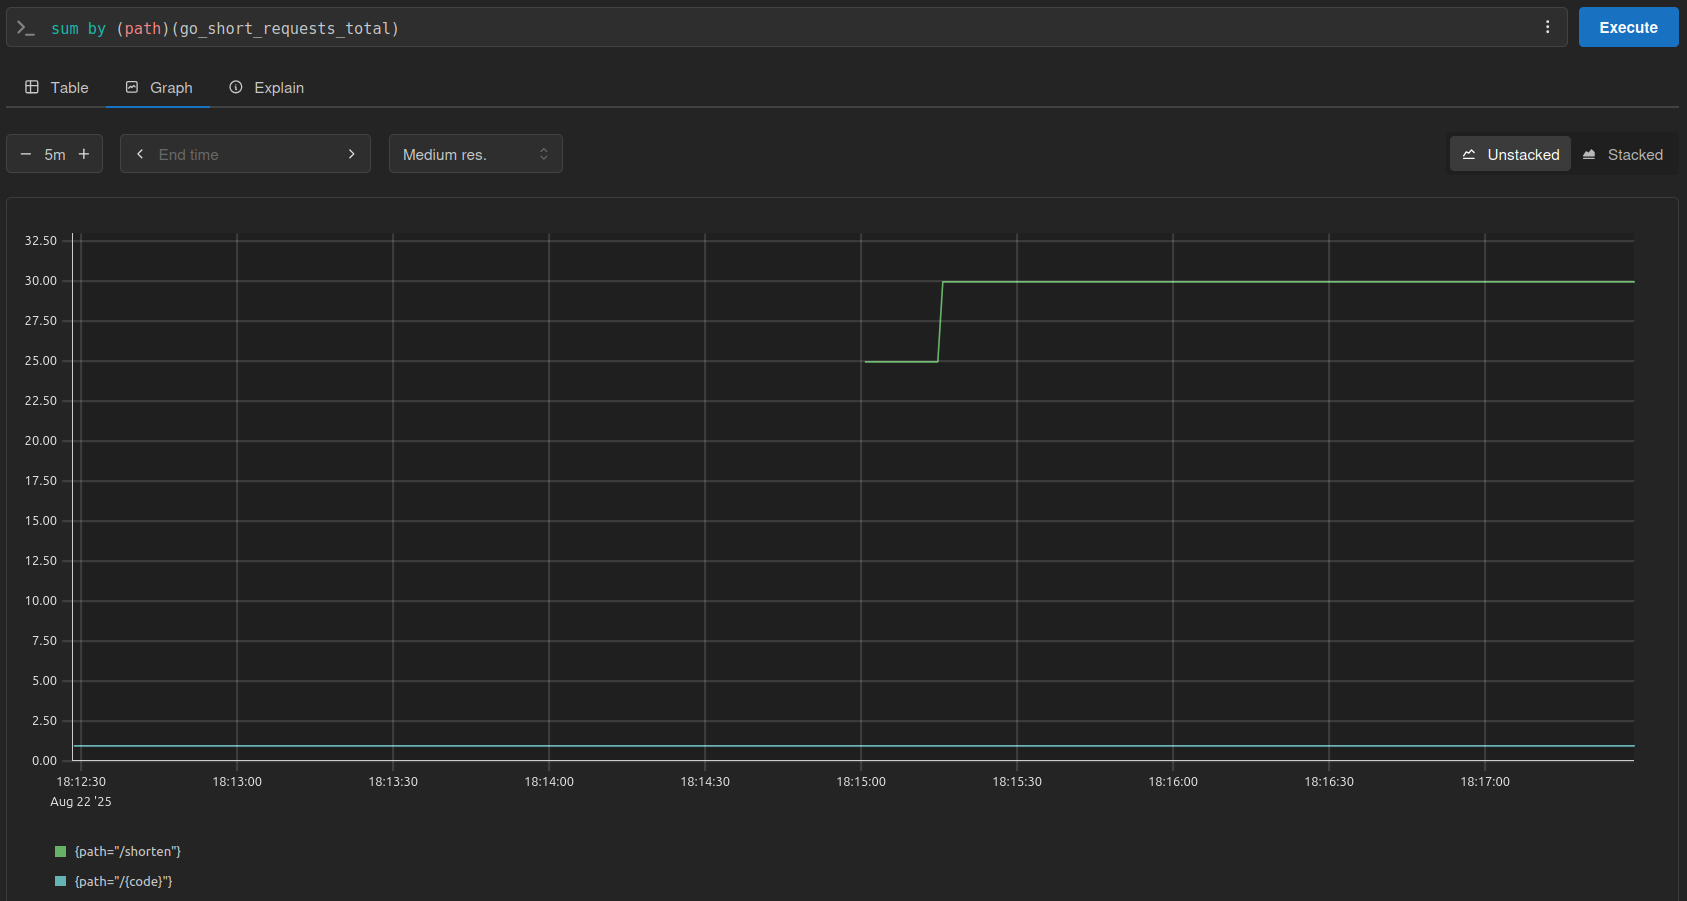 sum by (path)(go_short_requests_total)
Execute
Table Graph Explain
5m End time Medium res. Unstacked Stacked
32.50
30.00
27.50
25.00
22.50
20.00
17.50
15.00
12.50
10.00
7.50
5.00
2.50
0.00
18:12:30 18:13:00 18:13:30 18:14:00 18:14:30 18:15:00 18:15:30 18:16:00 18:16:30 18:17:00
Aug 22 '25
{path="/shorten"}
{path="/{code}"}